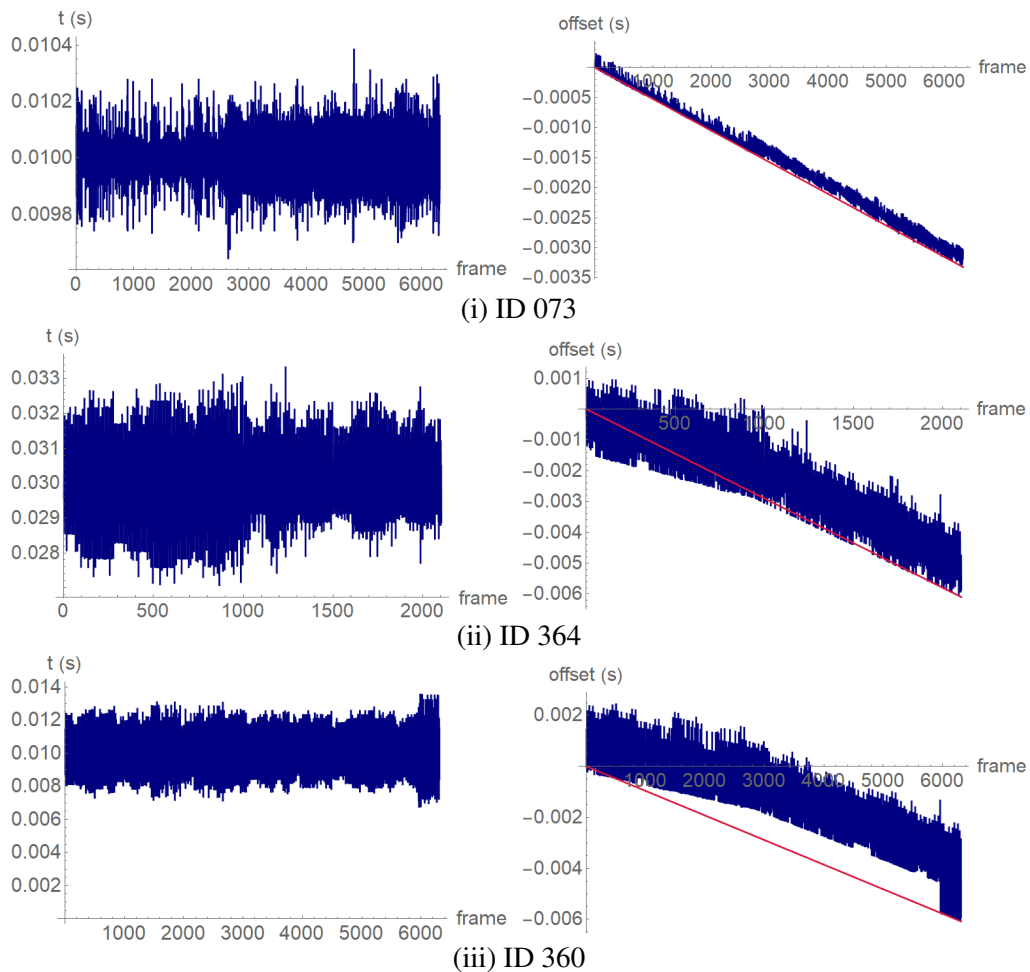 t (s)
0.0104
0.0102
0.0100
0.0098
0 1000 2000 3000 4000 5000 6000
frame
offset (s)
1000 2000 3000 4000 5000 6000
frame
−0.0005
−0.0010
−0.0015
−0.0020
−0.0025
−0.0030
−0.0035
(i) ID 073
t (s)
0.033
0.032
0.031
0.030
0.029
0.028
0 500 1000 1500 2000
frame
offset (s)
0.001
500 1000 1500 2000
frame
−0.001
−0.002
−0.003
−0.004
−0.005
−0.006
(ii) ID 364
t (s)
0.014
0.012
0.010
0.008
0.006
0.004
0.002
1000 2000 3000 4000 5000 6000
frame
offset (s)
0.002
1000 2000 3000 4000 5000 6000
frame
−0.002
−0.004
−0.006
(iii) ID 360